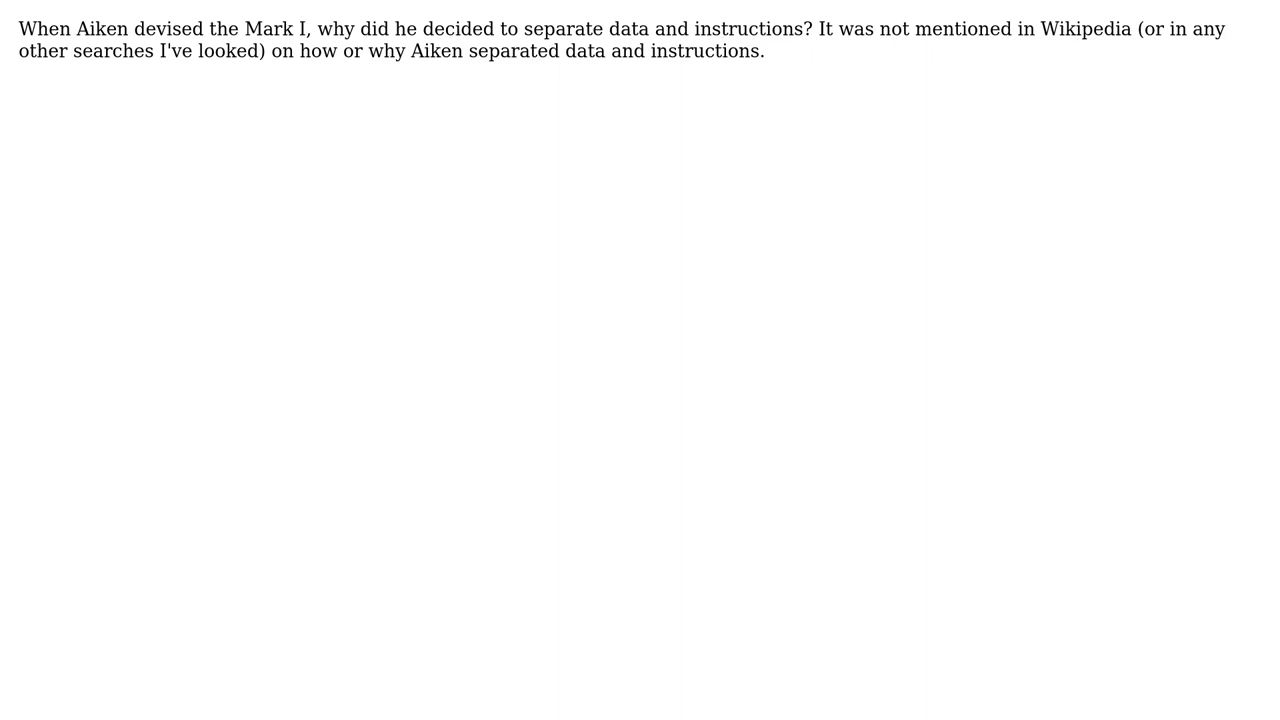 When Aiken devised the Mark I, why did he decided to separate data and instructions? It was not mentioned in Wikipedia (or in any
other searches I've looked) on how or why Aiken separated data and instructions.